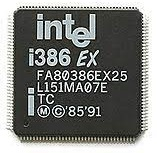 intel
i386 EX
FA80386EX25
L151MA07E
TC
Ⓜ © '85 '91